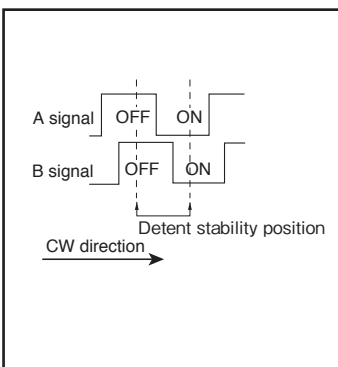 A signal OFF ON
B signal OFF ON
Detent stability position
CW direction